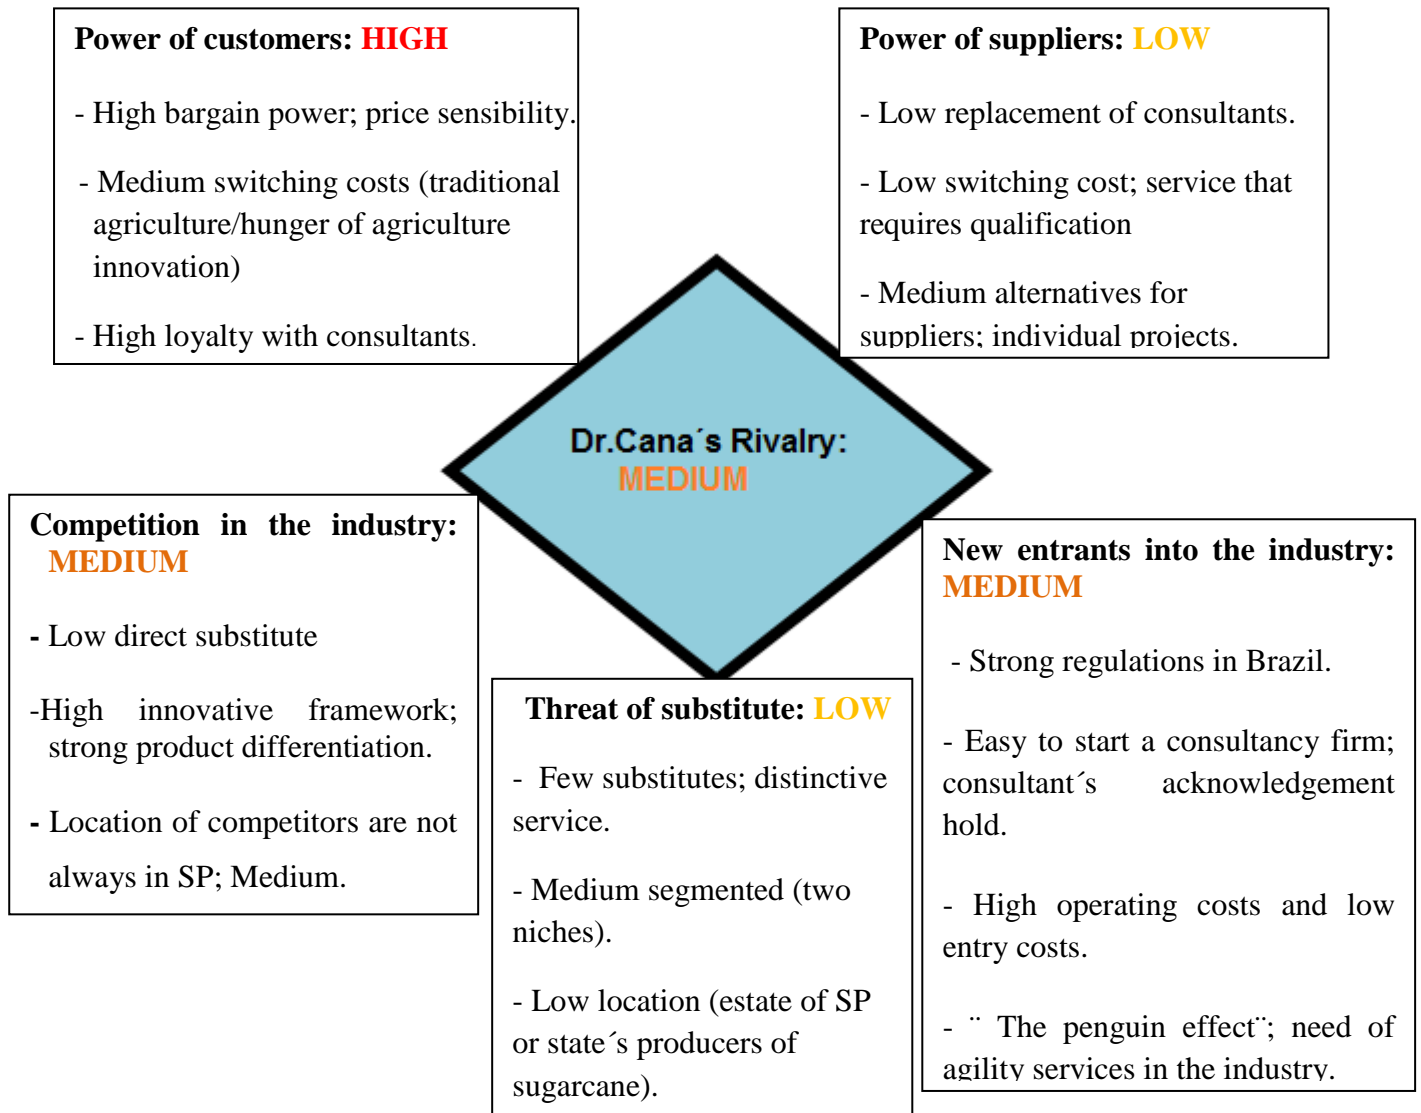 Power of customers: HIGH
- High bargain power; price sensibility.
- Medium switching costs (traditional
agriculture/hunger of agriculture
innovation)
- High loyalty with consultants.
Power of suppliers: LOW
- Low replacement of consultants.
- Low switching cost; service that
requires qualification
- Medium alternatives for
suppliers; individual projects.
Dr.Cana´s Rivalry:
MEDIUM
Competition in the industry:
MEDIUM
- Low direct substitute
-High innovative framework;
strong product differentiation.
- Location of competitors are not
always in SP; Medium.
Threat of substitute: LOW
- Few substitutes; distinctive
service.
- Medium segmented (two
niches).
- Low location (estate of SP
or state´s producers of
sugarcane).
New entrants into the industry:
MEDIUM
- Strong regulations in Brazil.
- Easy to start a consultancy firm;
consultant´s acknowledgement
hold.
- High operating costs and low
entry costs.
- ¨ The penguin effect¨; need of
agility services in the industry.